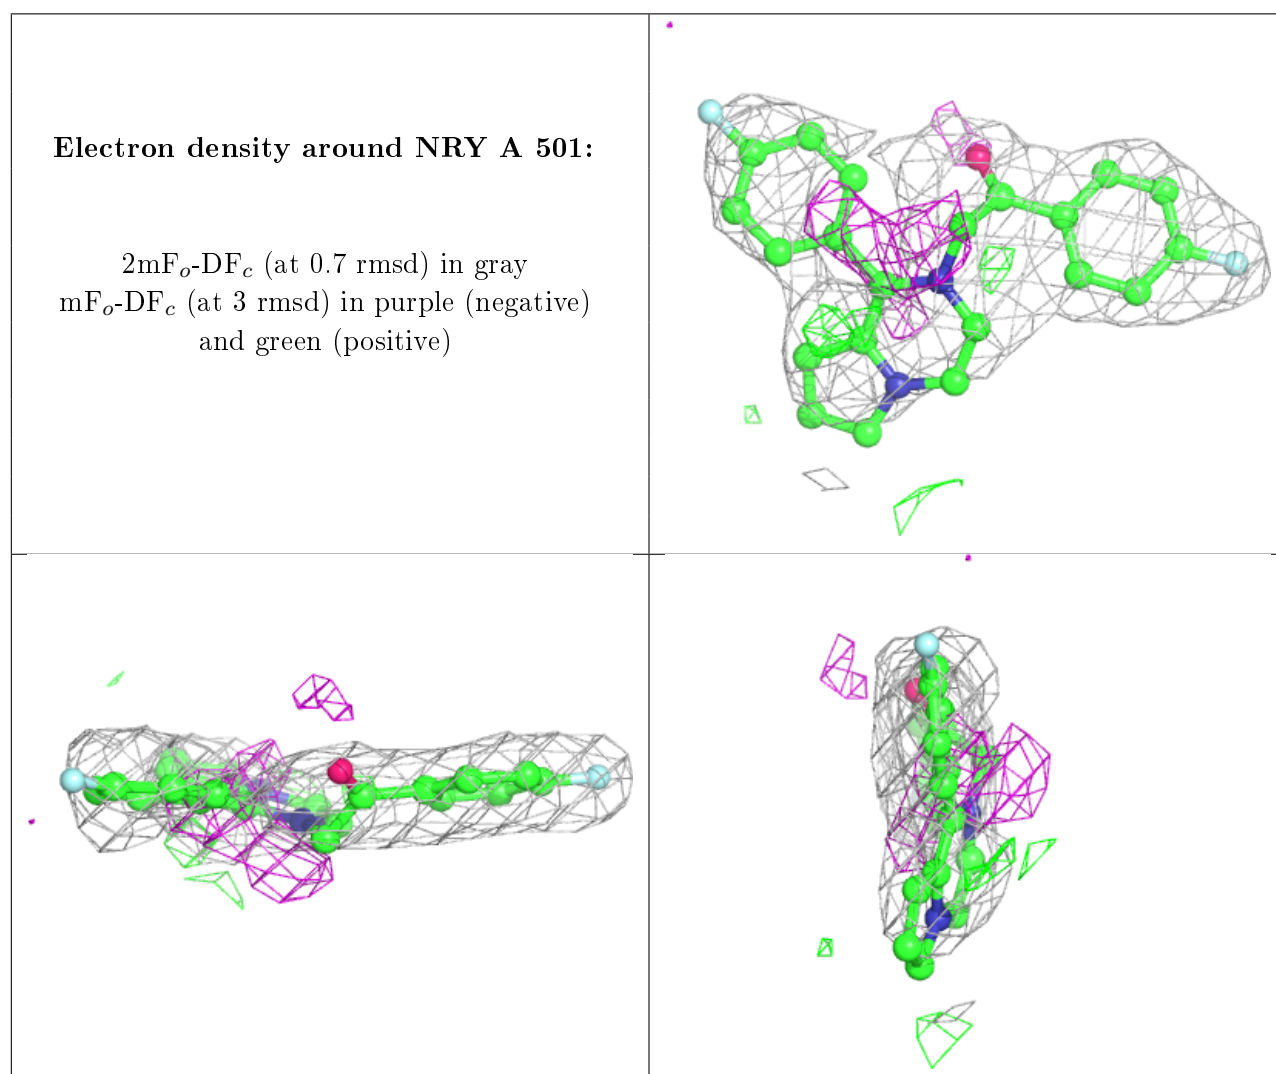 Electron density around NRY A 501:
2mFo-DFc (at 0.7 rmsd) in gray
mFo-DFc (at 3 rmsd) in purple (negative)
and green (positive)